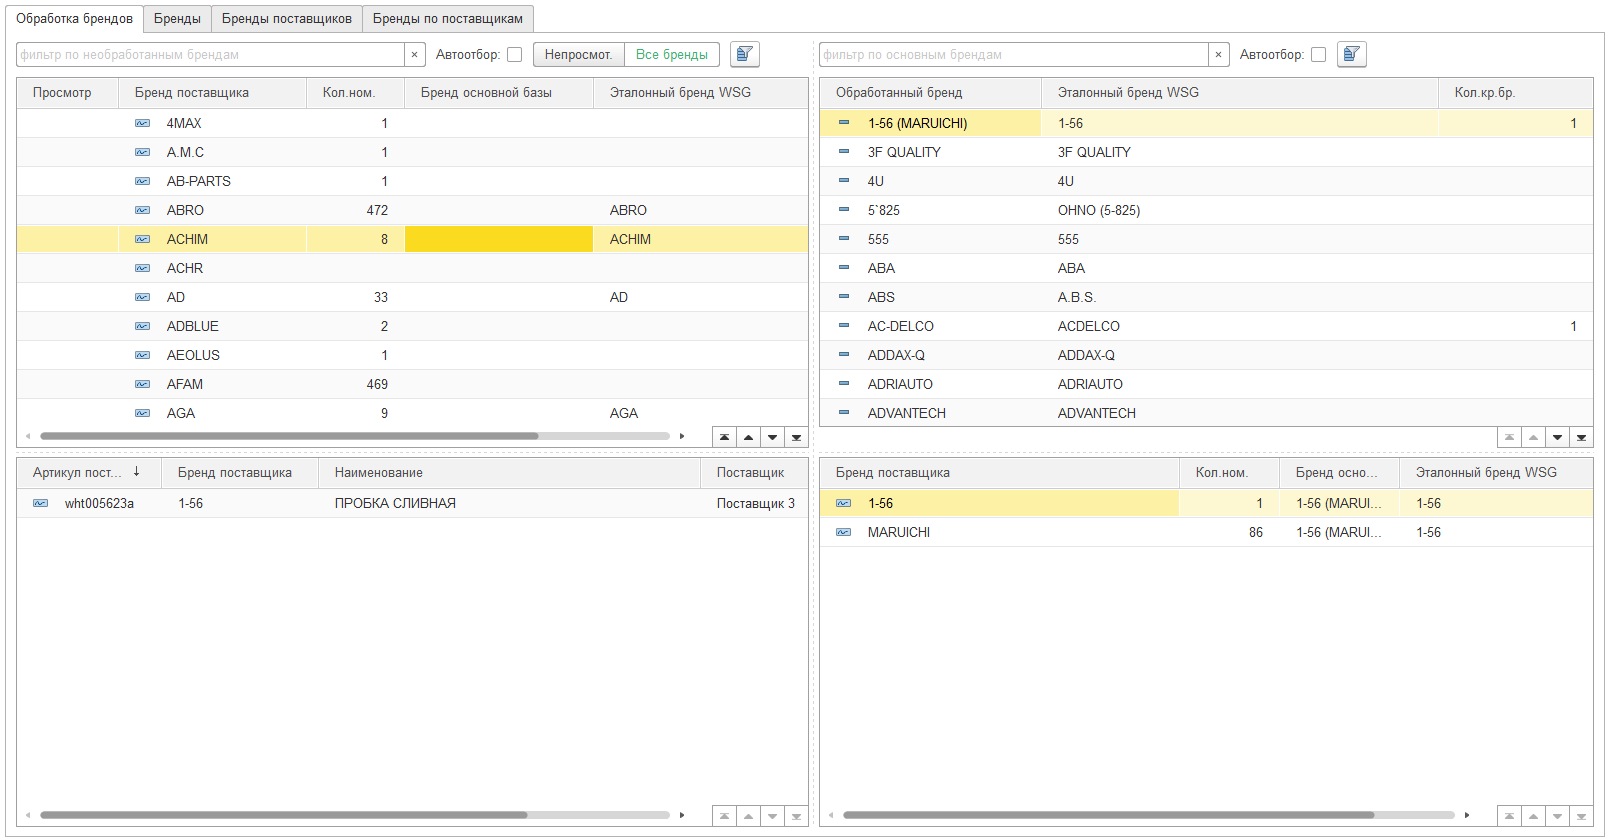 Обработка брендов Бренды Бренды поставщиков Бренды по поставщикам
фильтр по необработанным брендам × Автоотбор: Непросмот. Все бренды
Просмотр Бренд поставщика Кол.ном. Бренд основной базы Эталонный бренд WSG
4MAX 1
A.M.C 1
AB-PARTS 1
ABRO 472 ABRO
ACHIM 8 ACHIM
ACHR
AD 33 AD
ADBLUE 2
AEOLUS 1
AFAM 469
AGA 9 AGA
фильтр по основным брендам × Автоотбор:
Обработанный бренд Эталонный бренд WSG Кол.кр.бр.
1-56 (MARUICHI) 1-56 1
3F QUALITY 3F QUALITY
4U 4U
5`825 OHNO (5-825)
555 555
ABA ABA
ABS A.B.S.
AC-DELCO ACDELCO 1
ADDAX-Q ADDAX-Q
ADRIAUTO ADRIAUTO
ADVANTECH ADVANTECH
Артикул пост... ↓ Бренд поставщика Наименование Поставщик
wht005623a 1-56 ПРОБКА СЛИВНАЯ Поставщик 3
Бренд поставщика Кол.ном. Бренд осно... Эталонный бренд WSG
1-56 1 1-56 (MARUI... 1-56
MARUICHI 86 1-56 (MARUI... 1-56